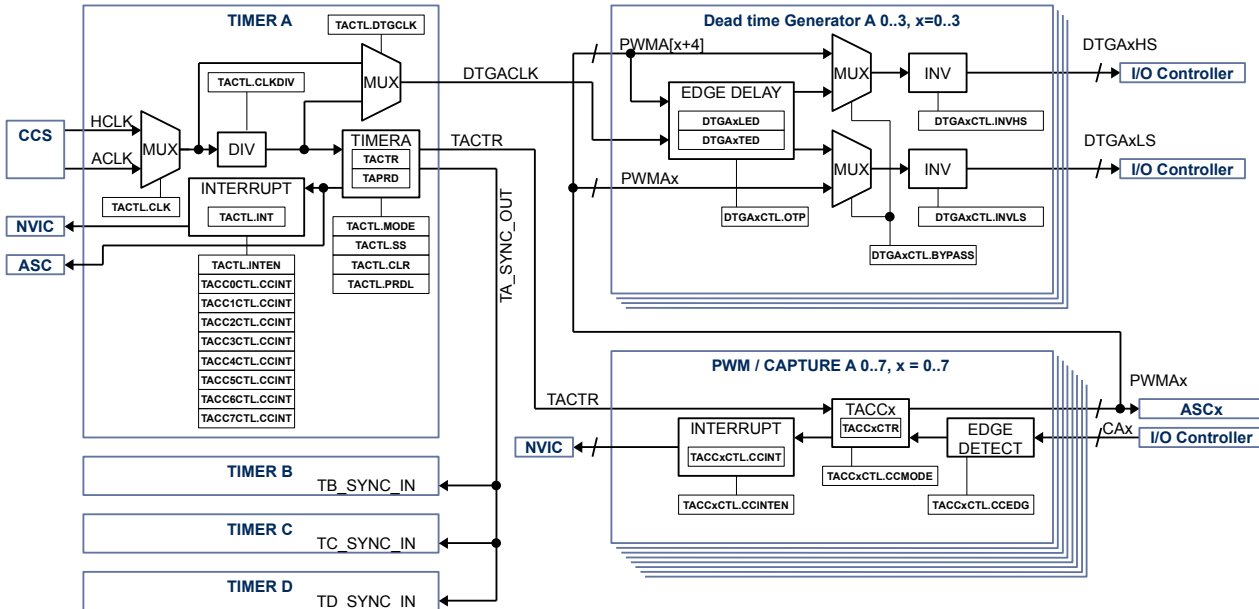 TIMER A
TACTL.DTGCLK
MUX
TACTL.CLKDIV
CCS
HCLK
ACLK
MUX
DIV
TACTL.CLK
TIMERA
TACTR
TAPRD
INTERRUPT
TACTL.INT
NVIC
ASC
TACTL.MODE
TACTL.SS
TACTL.CLR
TACTL.PRDL
TACTL.INTEN
TACC0CTL.CCINT
TACC1CTL.CCINT
TACC2CTL.CCINT
TACC3CTL.CCINT
TACC4CTL.CCINT
TACC5CTL.CCINT
TACC6CTL.CCINT
TACC7CTL.CCINT
DTGACLK
TACTR
TA_SYNC_OUT
TACTR
TIMER B
TB_SYNC_IN
TIMER C
TC_SYNC_IN
TIMER D
TD_SYNC_IN
Dead time Generator A 0..3, x=0..3
PWMA[x+4]
EDGE DELAY
DTGAxLED
DTGAxTED
DTGAxCTL.OTP
PWMAx
MUX
INV
DTGAxCTL.INVHS
MUX
INV
DTGAxCTL.INVLS
DTGAxCTL.BYPASS
DTGAxHS
I/O Controller
DTGAxLS
I/O Controller
PWM / CAPTURE A 0..7, x = 0..7
TACCx
TACCxCTR
INTERRUPT
TACCxCTL.CCINT
EDGE
DETECT
TACCxCTL.CCMODE
TACCxCTL.CCINTEN
TACCxCTL.CCEDG
NVIC
PWMAx
ASCx
CAx
I/O Controller